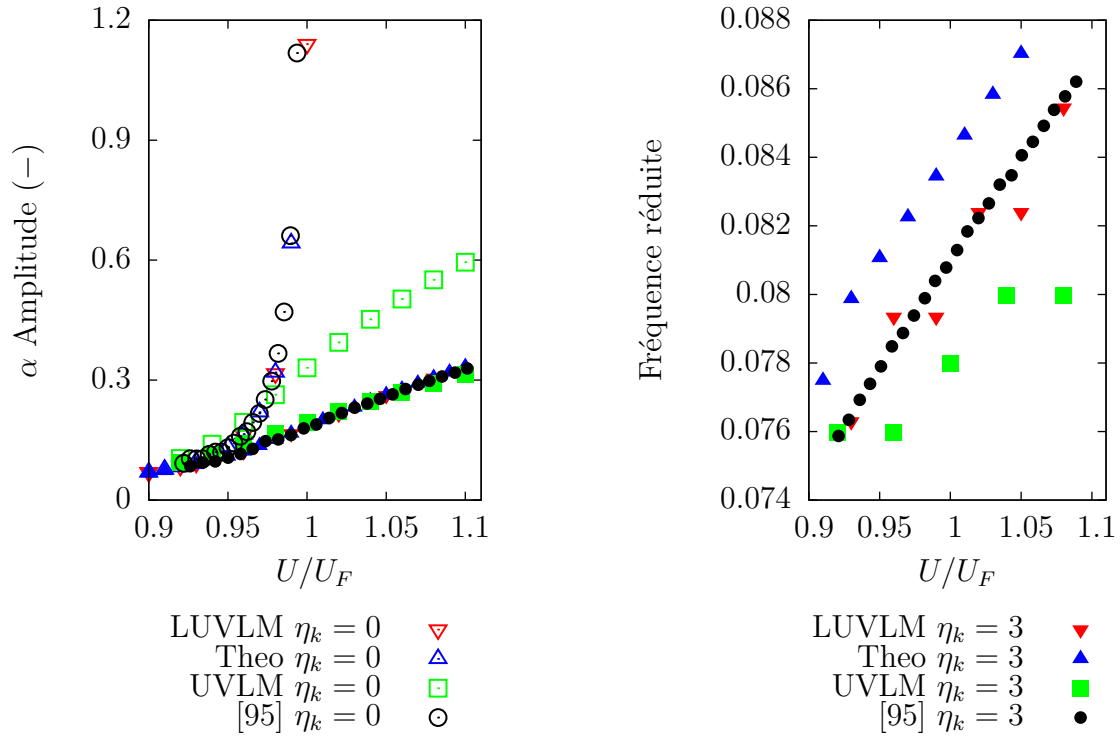 α Amplitude (−)
1.2
0.9
0.6
0.3
0
0.9 0.95 1 1.05 1.1
U/U_F
LUVLM η_k = 0
Theo η_k = 0
UVLM η_k = 0
[95] η_k = 0
Fréquence réduite
0.088
0.086
0.084
0.082
0.08
0.078
0.076
0.074
0.9 0.95 1 1.05 1.1
U/U_F
LUVLM η_k = 3
Theo η_k = 3
UVLM η_k = 3
[95] η_k = 3